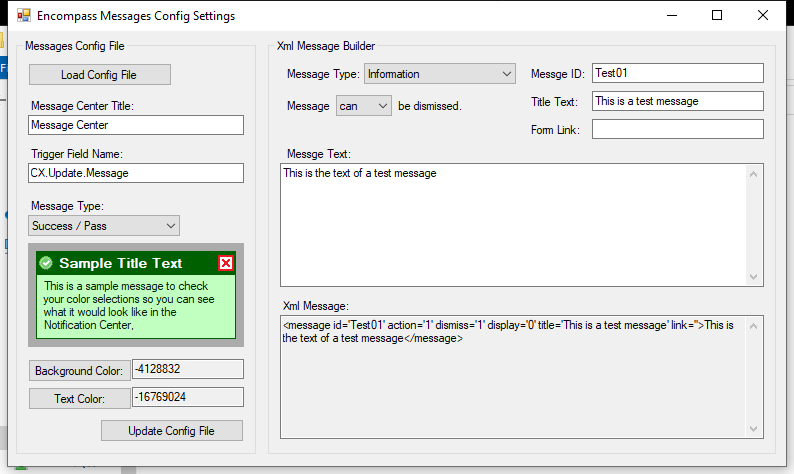 Encompass Messages Config Settings
Messages Config File
Load Config File
Message Center Title:
Message Center
Trigger Field Name:
CX.Update.Message
Message Type:
Success / Pass
Sample Title Text
This is a sample message to check
your color selections so you can see
what it would look like in the
Notification Center,
Background Color:
-4128832
Text Color:
-16769024
Update Config File
Xml Message Builder
Message Type:
Information
Messge ID:
Test01
Message
can
be dismissed.
Title Text:
This is a test message
Form Link:
Messge Text:
This is the text of a test message
Xml Message:
<message id='Test01' action='1' dismiss='1' display='0' title='This is a test message' link=''>This is
the text of a test message</message>